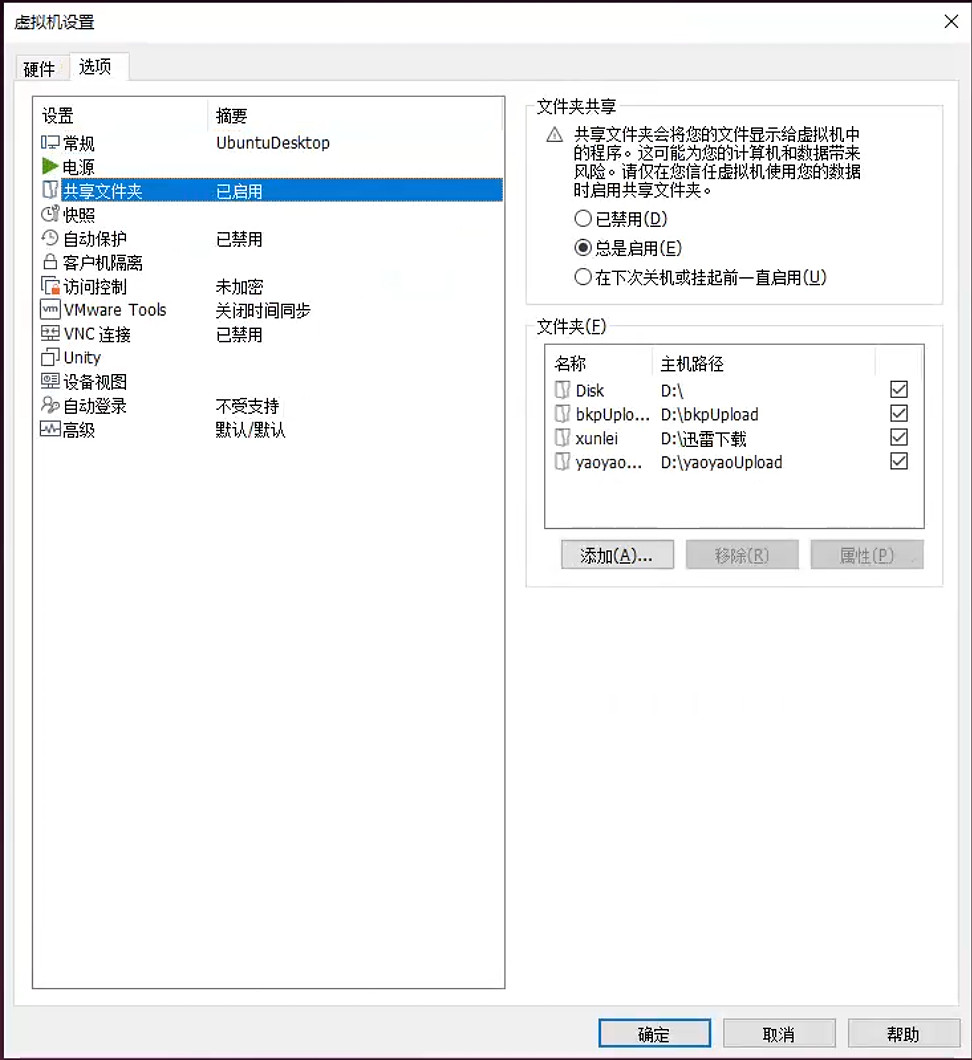 虚拟机设置
硬件 选项
设置 摘要
常规 UbuntuDesktop
电源
共享文件夹 已启用
快照
自动保护 已禁用
客户机隔离
访问控制 未加密
VMware Tools 关闭时间同步
VNC 连接 已禁用
Unity
设备视图
自动登录 不受支持
高级 默认/默认
文件夹共享
共享文件夹会将您的文件显示给虚拟机中
的程序。这可能为您的计算机和数据带来
风险。请仅在您信任虚拟机使用您的数据
时启用共享文件夹。
已禁用(D)
总是启用(E)
在下次关机或挂起前一直启用(U)
文件夹(F)
名称 主机路径
Disk D:\
bkpUplo... D:\bkpUpload
xunlei D:\迅雷下载
yaoyao... D:\yaoyaoUpload
添加(A)... 移除(R) 属性(P)
确定 取消 帮助